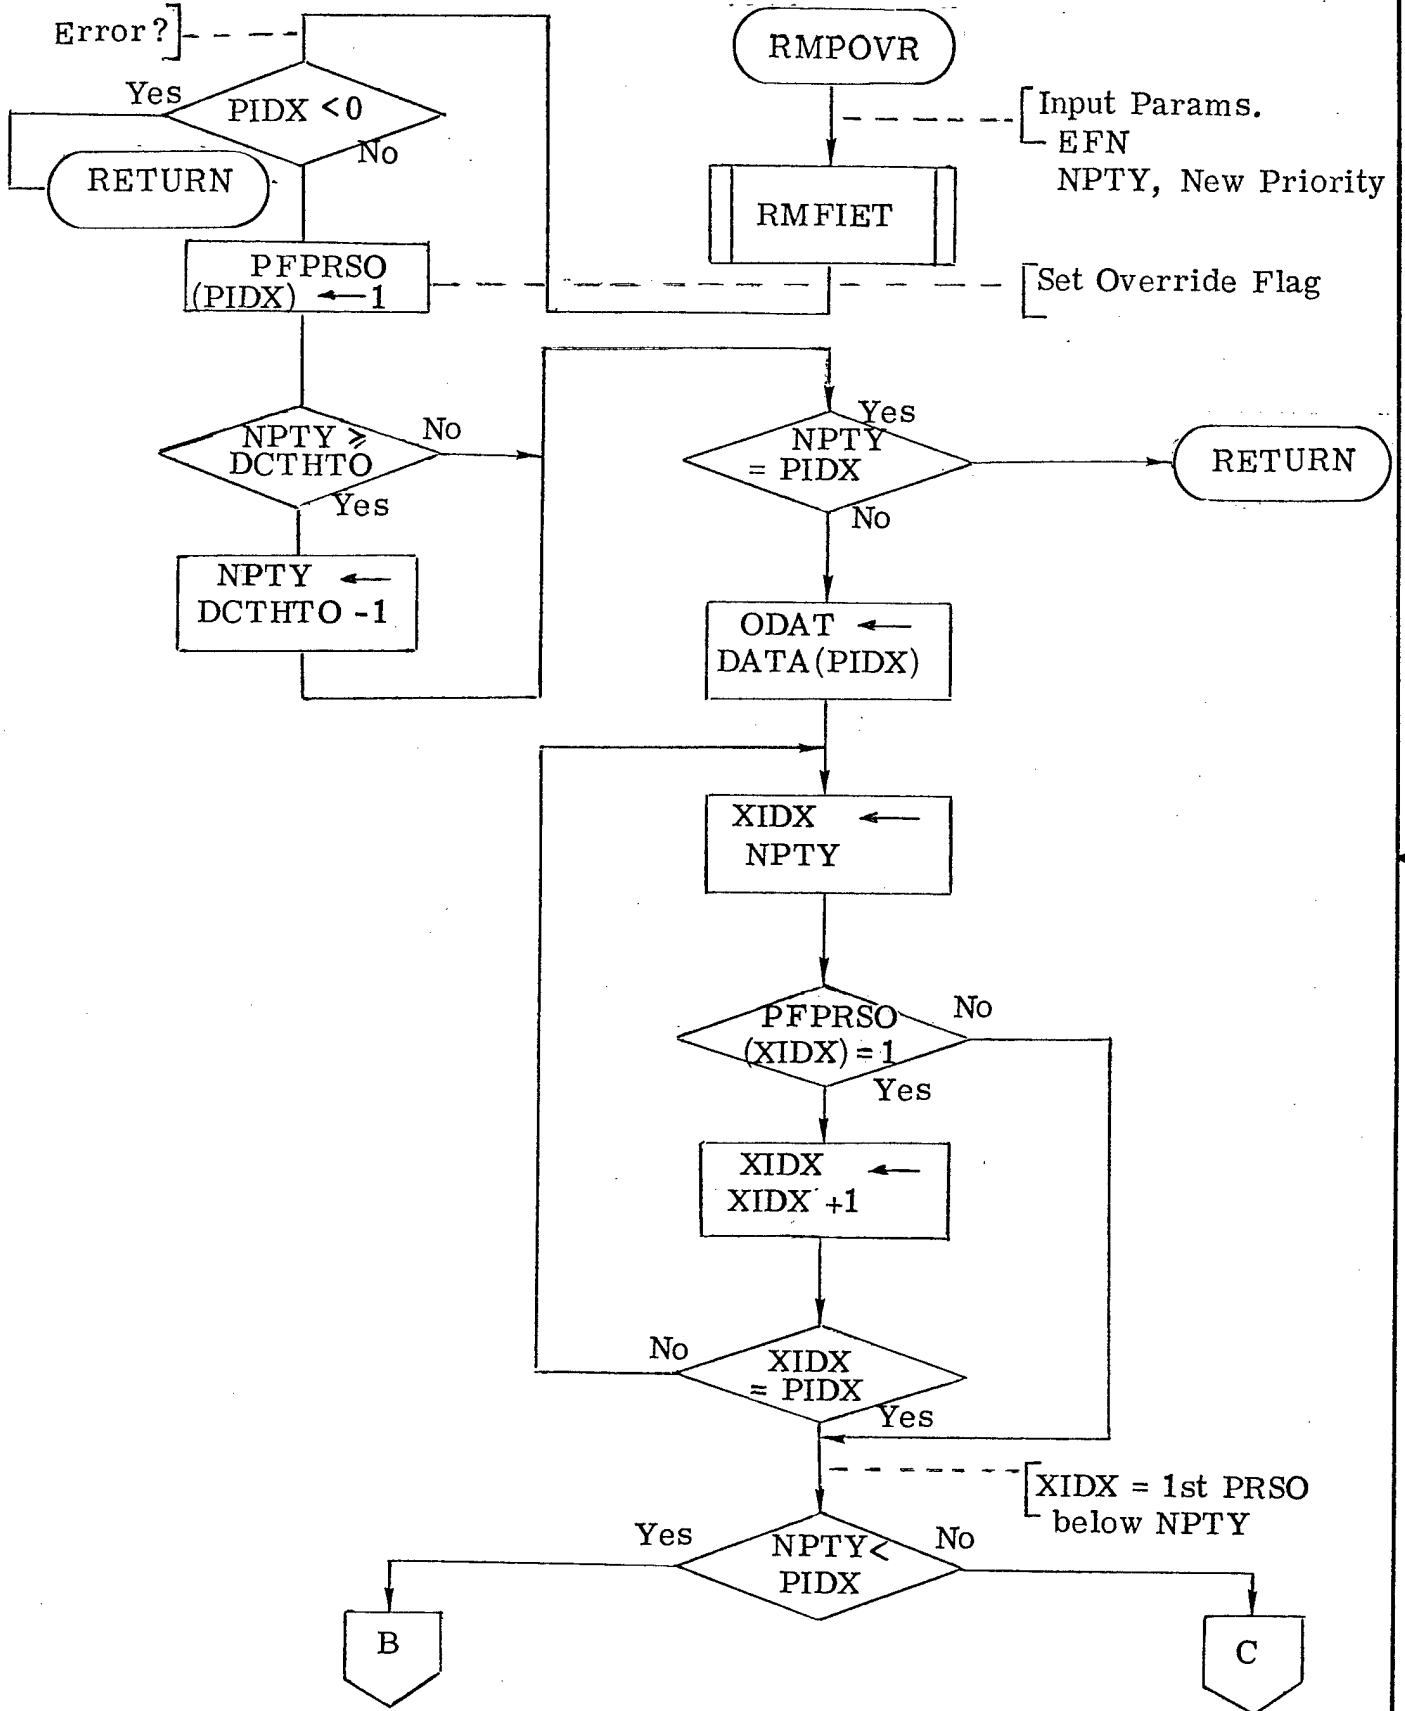 RMPOVR
Input Params.
EFN
NPTY, New Priority
RMFIET
Error?
PIDX <0
Yes
No
RETURN
PFPRSO
(PIDX) ← 1
Set Override Flag
NPTY ⩾
DCTHTO
No
Yes
NPTY ←
DCTHTO -1
NPTY
= PIDX
Yes
No
RETURN
ODAT ←
DATA(PIDX)
XIDX ←
NPTY
PFPRSO
(XIDX) = 1
No
Yes
XIDX ←
XIDX +1
XIDX
= PIDX
No
Yes
XIDX = 1st PRSO
below NPTY
NPTY<
PIDX
Yes
No
B
C